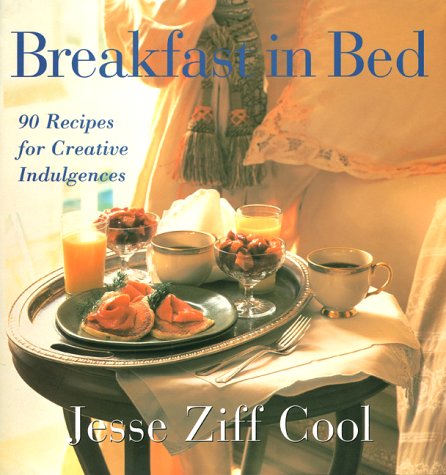 Breakfast in Bed
90 Recipes
for Creative
Indulgences
Jesse Ziff Cool